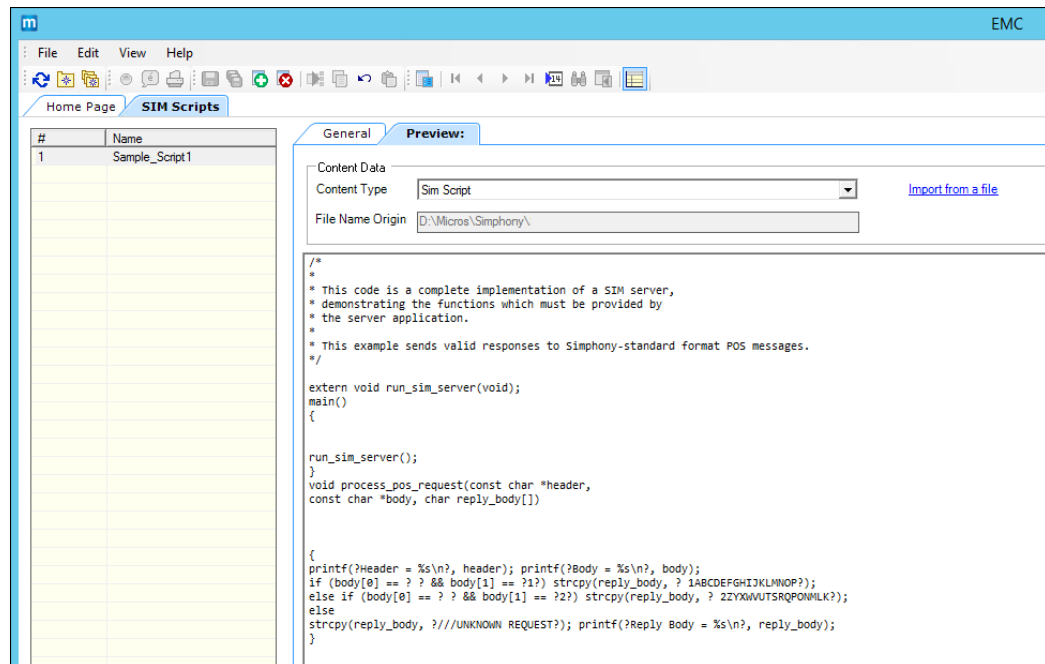 m EMC
File Edit View Help
14
Home Page SIM Scripts
# Name
1 Sample_Script1
General Preview:
Content Data
Content Type Sim Script Import from a file
File Name Origin D:\Micros\Simphony\
/*
*
* This code is a complete implementation of a SIM server,
* demonstrating the functions which must be provided by
* the server application.
*
* This example sends valid responses to Simphony-standard format POS messages.
*/
extern void run_sim_server(void);
main()
{
run_sim_server();
}
void process_pos_request(const char *header,
const char *body, char reply_body[])
{
printf(?Header = %s\n?, header); printf(?Body = %s\n?, body);
if (body[0] == ? ? && body[1] == ?1?) strcpy(reply_body, ? 1ABCDEFGHIJKLMNOP?);
else if (body[0] == ? ? && body[1] == ?2?) strcpy(reply_body, ? 2ZYXWVUTSRQPONMLK?);
else
strcpy(reply_body, ?///UNKNOWN REQUEST?); printf(?Reply Body = %s\n?, reply_body);
}